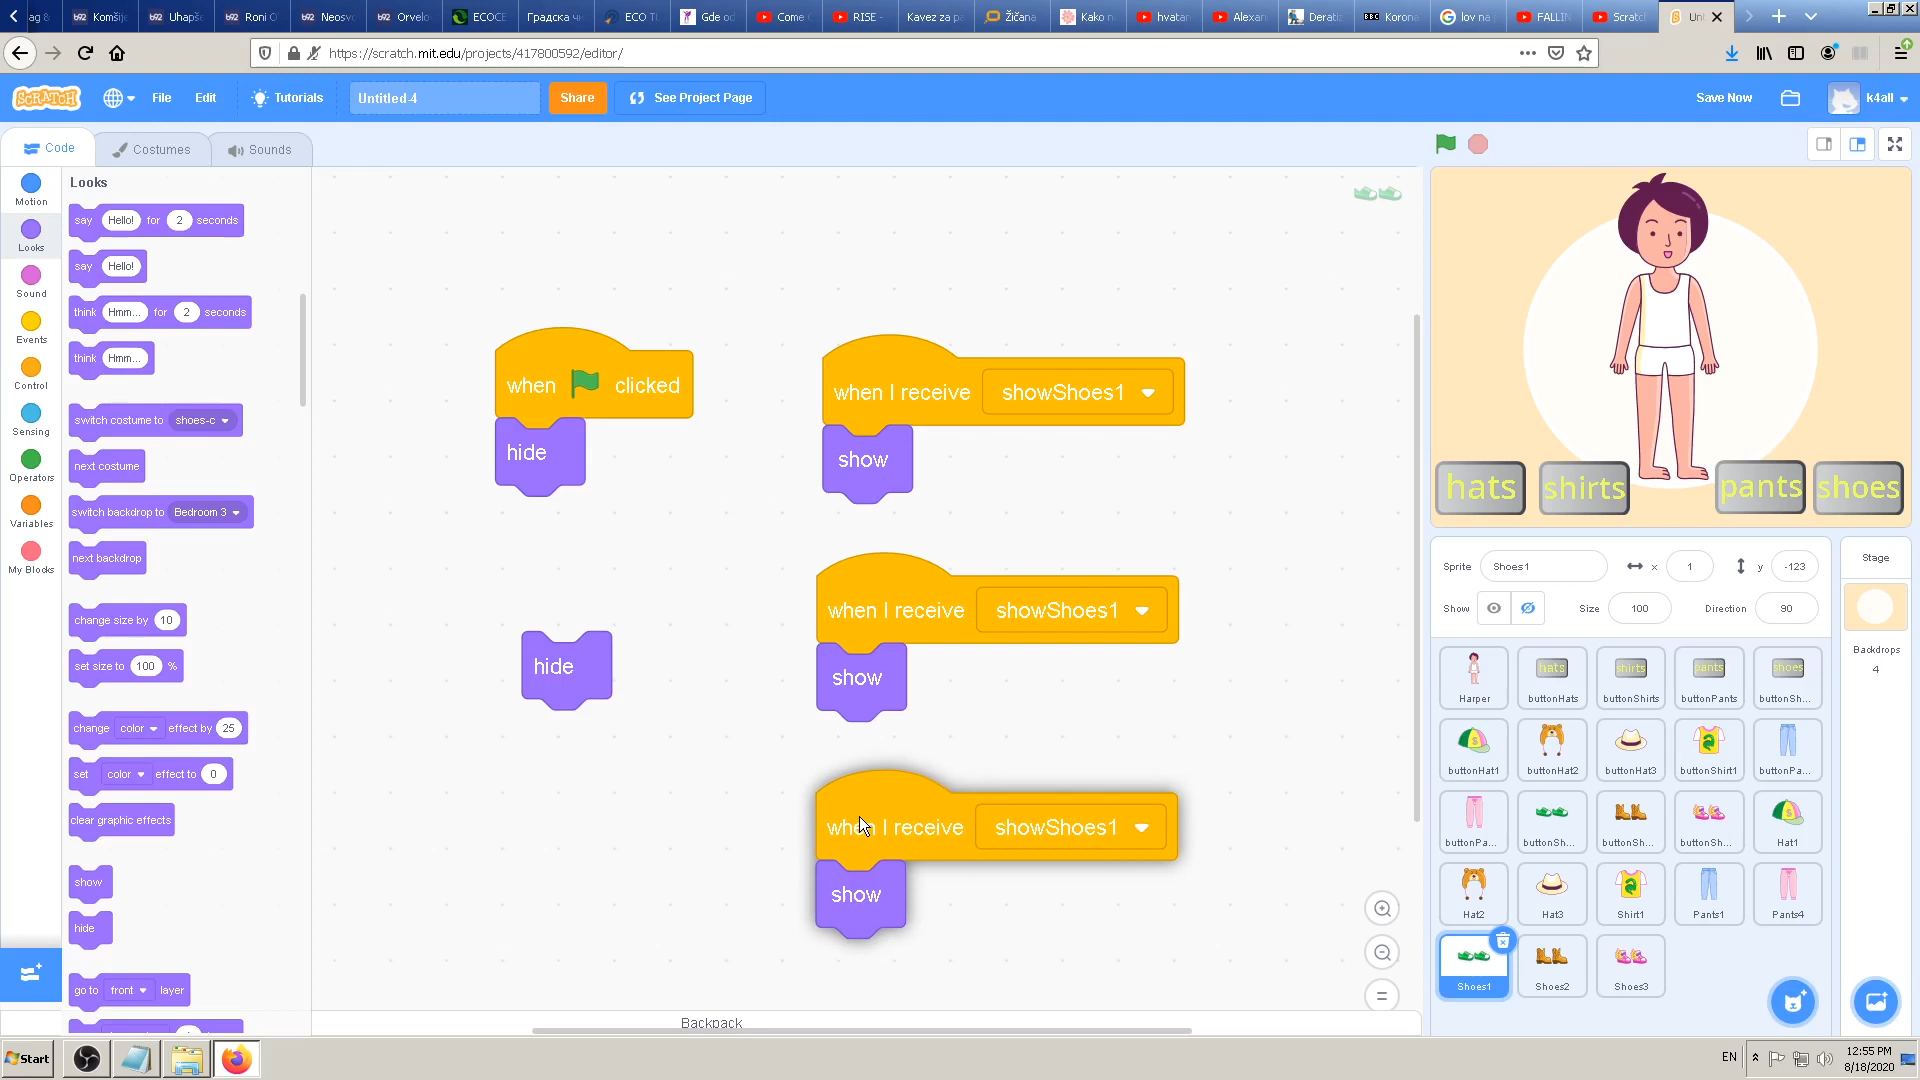 Komšij
Uhapš
Roni O
Neosv
Orvelo
ECOCE
Градска чи
ECO T
Gde od
Come
RISE -
Kavez za p
Žičana
Kako n
hvatan
Alexan
Derati
BBC Korona
lov na
FALLIN
Scratch
Unt
https://scratch.mit.edu/projects/417800592/editor/
SCRATCH
File
Edit
Tutorials
Untitled-4
Share
See Project Page
Save Now
k4all
Code
Costumes
Sounds
Motion
Looks
Sound
Events
Control
Sensing
Operators
Variables
My Blocks
Looks
say Hello! for 2 seconds
say Hello!
think Hmm... for 2 seconds
think Hmm...
switch costume to shoes-c
next costume
switch backdrop to Bedroom 3
next backdrop
change size by 10
set size to 100 %
change color effect by 25
set color effect to 0
clear graphic effects
show
hide
go to front layer
when clicked
hide
when I receive showShoes1
show
when I receive showShoes1
show
hide
when I receive showShoes1
show
Backpack
hats shirts pants shoes
Sprite Shoes1 x 1 y -123
Show Size 100 Direction 90
Stage
Backdrops
4
hats shirts pants shoes
Harper buttonHats buttonShirts buttonPants buttonSh...
buttonHat1 buttonHat2 buttonHat3 buttonShirt1 buttonPa...
buttonPa... buttonSh... buttonSh... buttonSh... Hat1
Hat2 Hat3 Shirt1 Pants1 Pants4
Shoes1 Shoes2 Shoes3
Start
EN
12:55 PM
8/18/2020